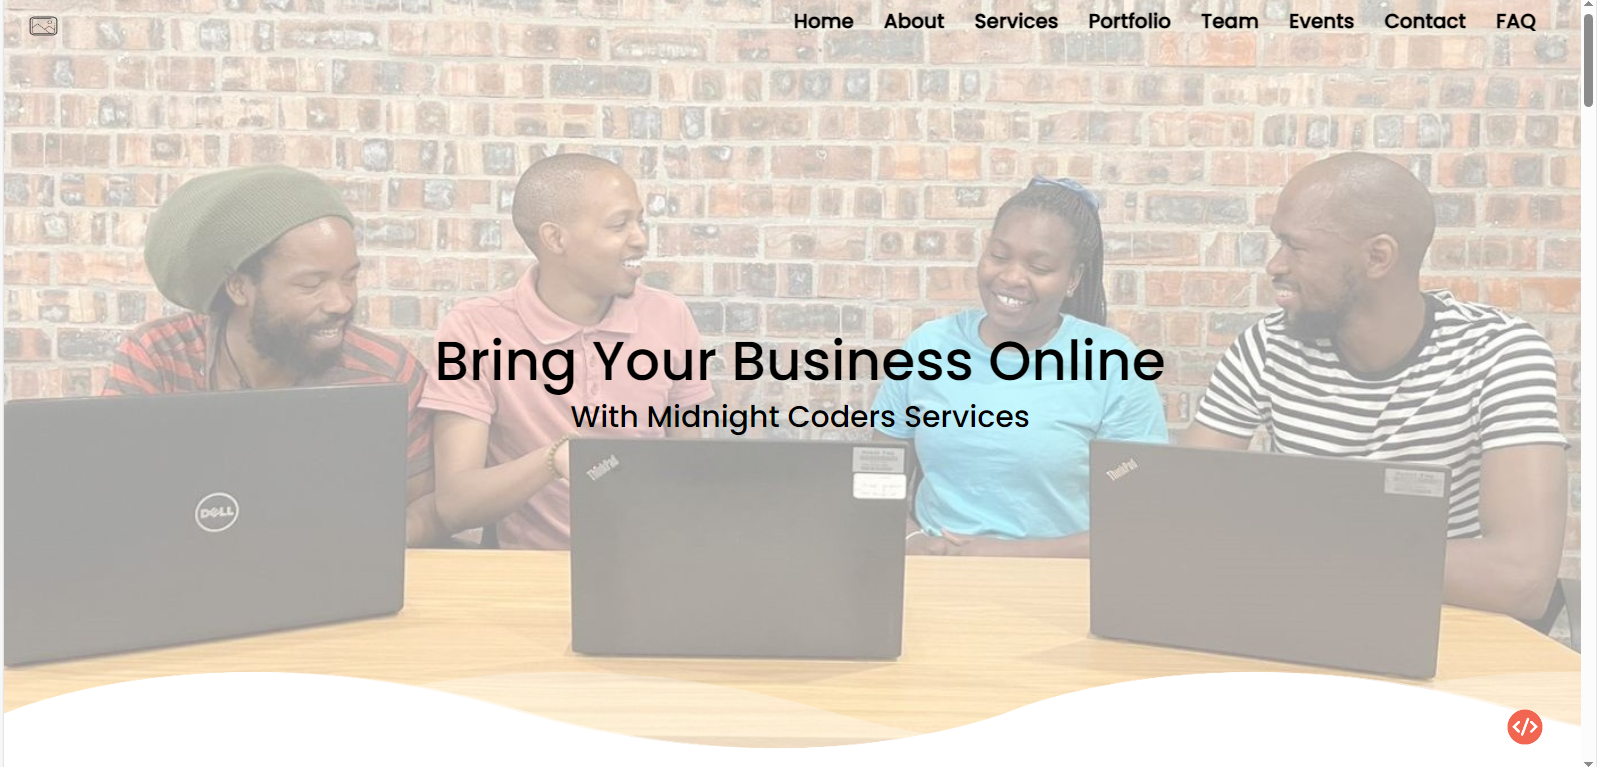 Home About Services Portfolio Team Events Contact FAQ
Bring Your Business Online
With Midnight Coders Services
ThinkPad
ThinkPad
DELL